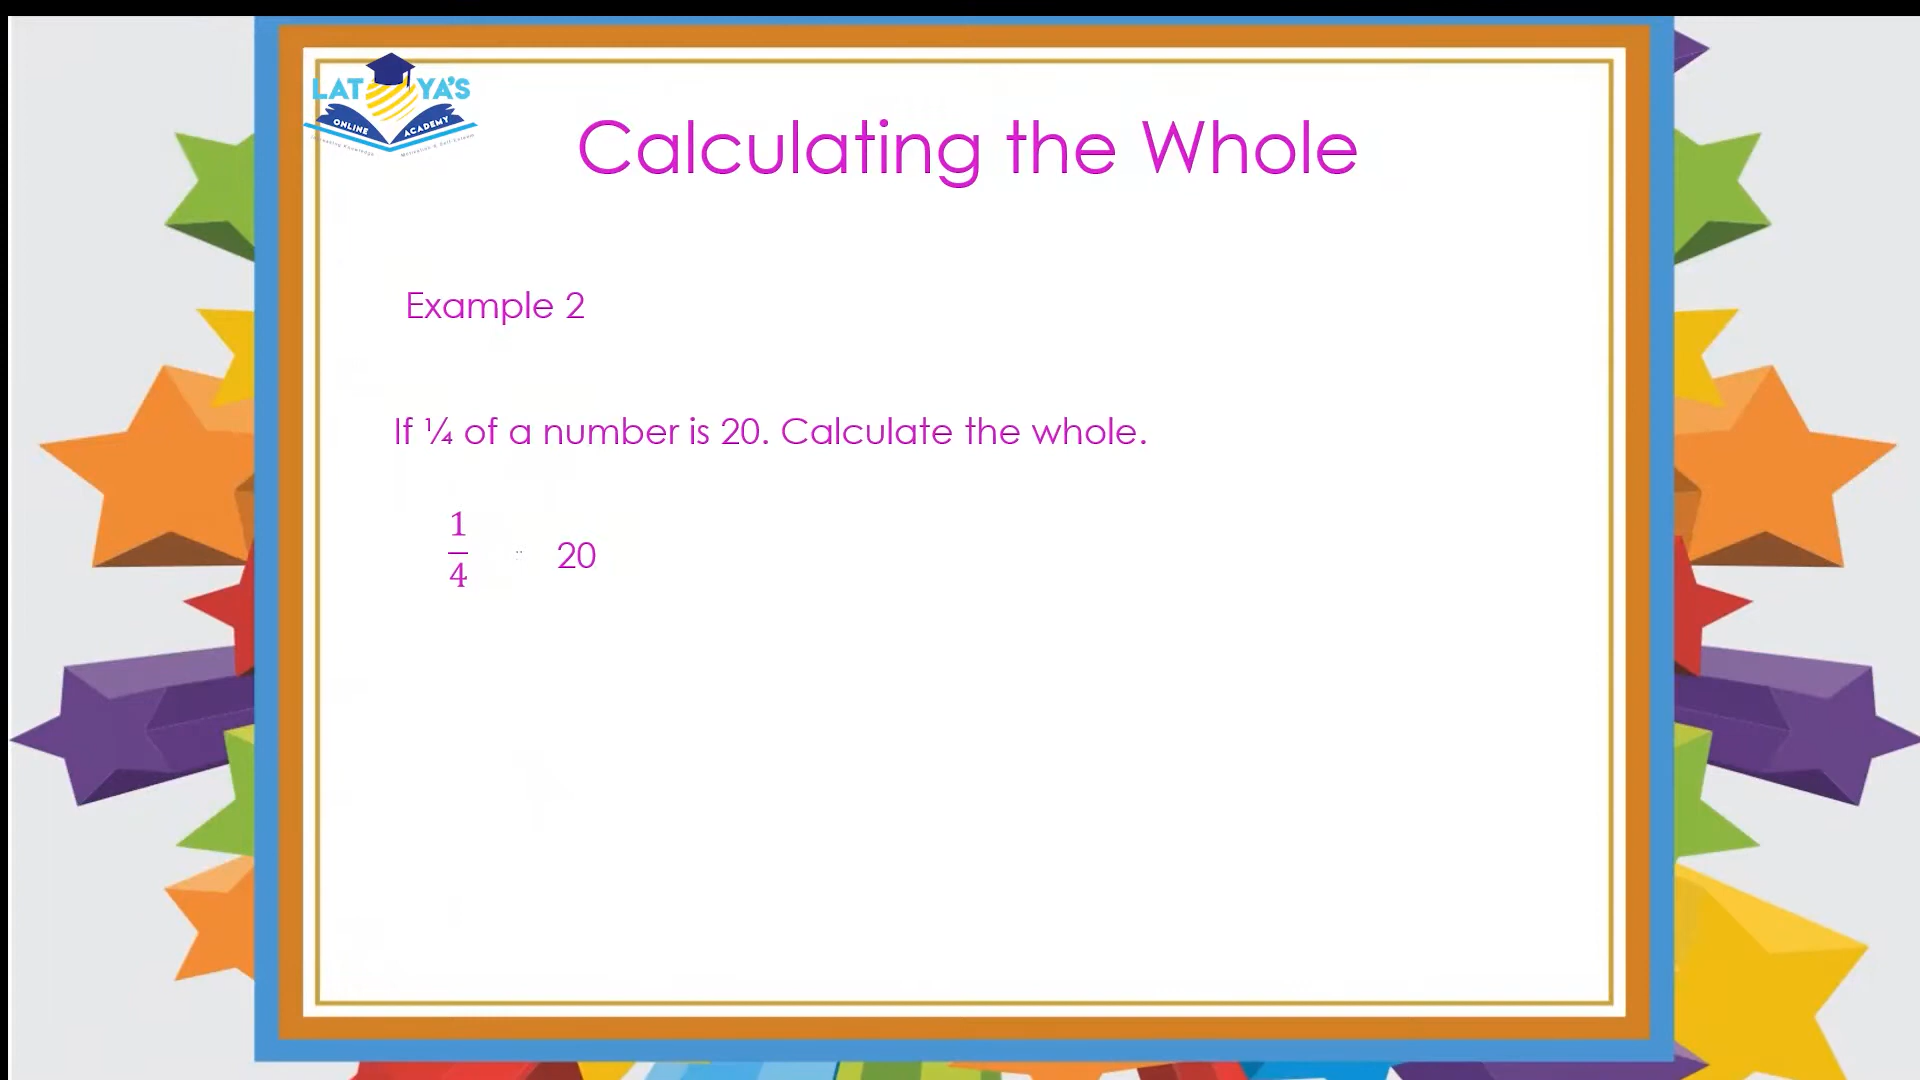 LAT YA'S
ONLINE ACADEMY
Calculating the Whole
Example 2
If ¼ of a number is 20. Calculate the whole.
1
4
20